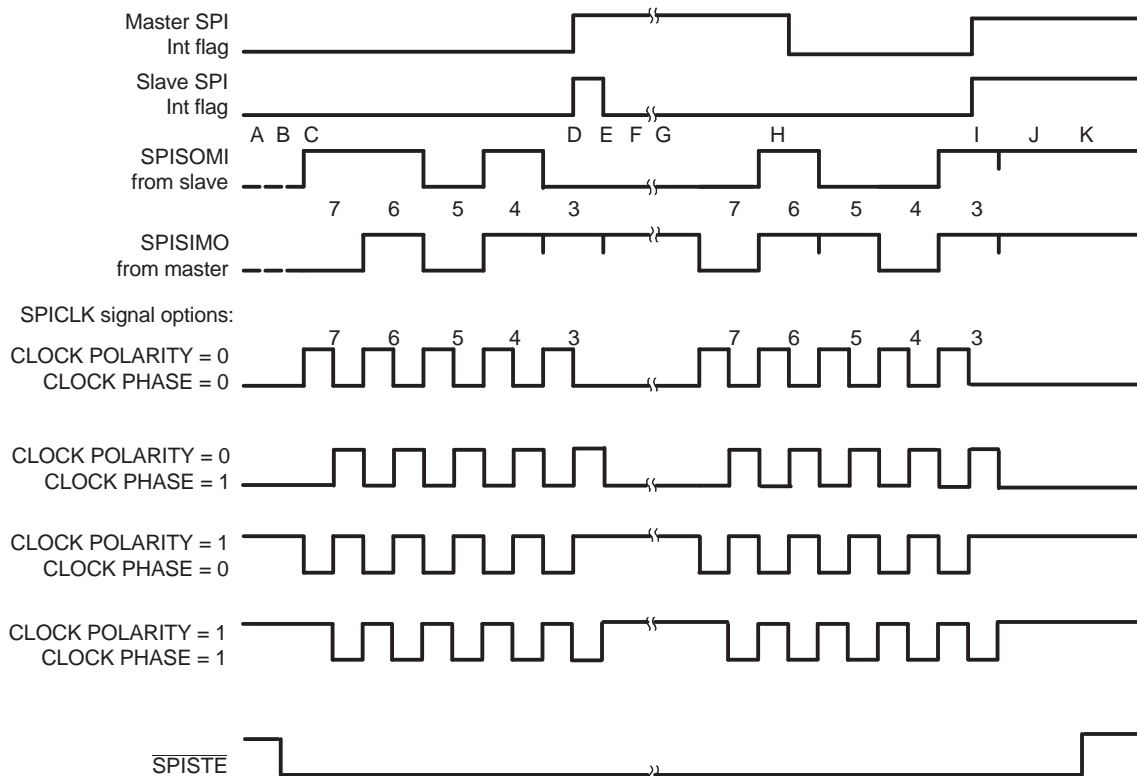 Master SPI
Int flag
Slave SPI
Int flag
A B C D E F G H I J K
SPISOMI
from slave
7 6 5 4 3 7 6 5 4 3
SPISIMO
from master
SPICLK signal options:
7 6 5 4 3 7 6 5 4 3
CLOCK POLARITY = 0
CLOCK PHASE = 0
CLOCK POLARITY = 0
CLOCK PHASE = 1
CLOCK POLARITY = 1
CLOCK PHASE = 0
CLOCK POLARITY = 1
CLOCK PHASE = 1
SPISTE